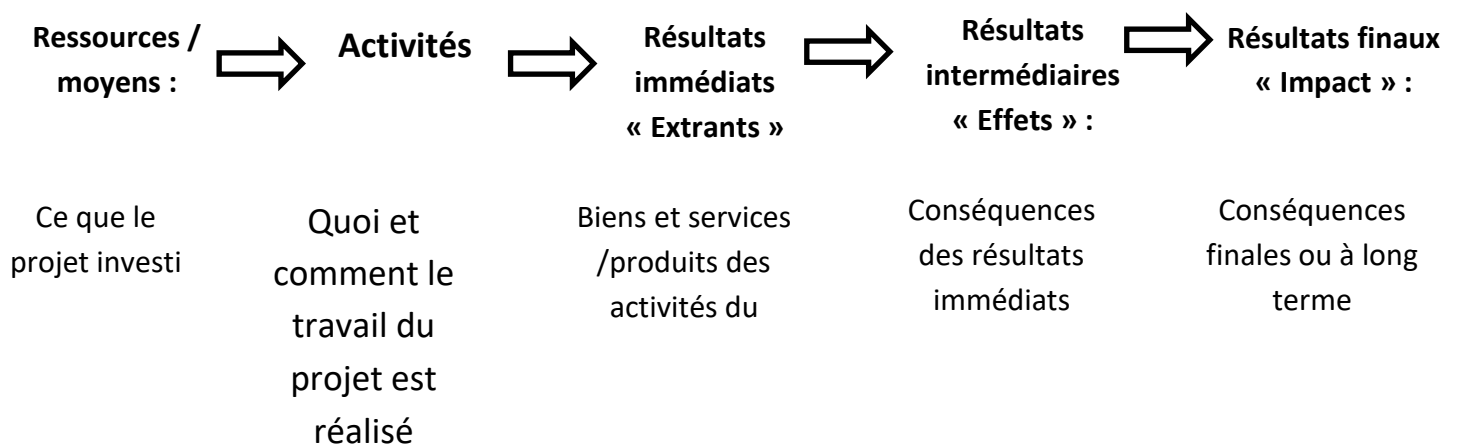 Ressources /
moyens :
Activités
Résultats
immédiats
« Extrants »
Résultats
intermédiaires
« Effets » :
Résultats finaux
« Impact » :
Ce que le
projet investi
Quoi et
comment le
travail du
projet est
réalisé
Biens et services
/produits des
activités du
Conséquences
des résultats
immédiats
Conséquences
finales ou à long
terme